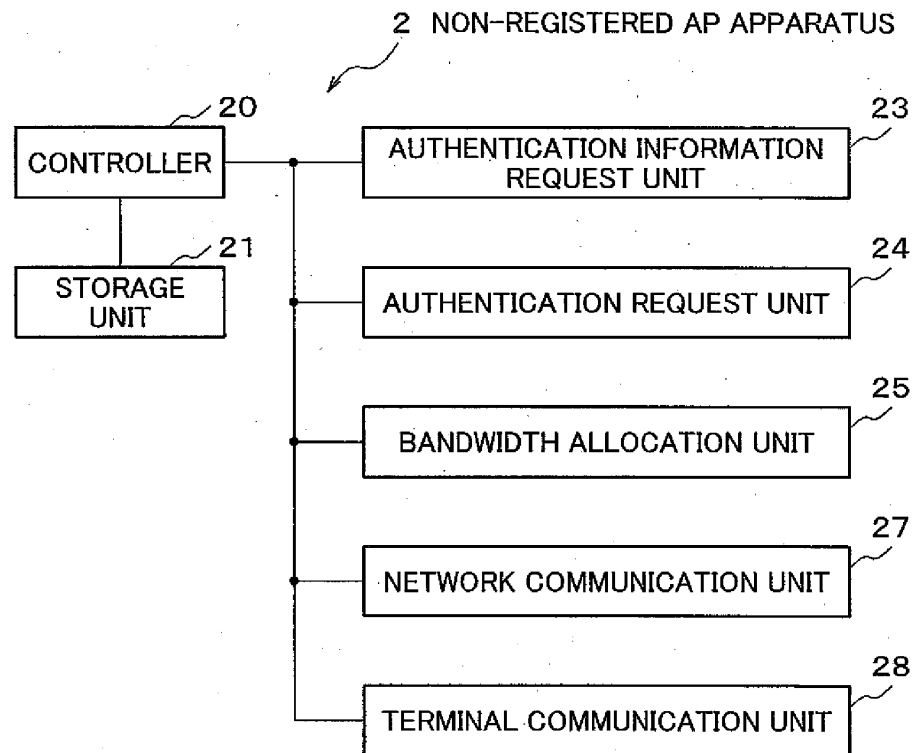 2 NON-REGISTERED AP APPARATUS
20
CONTROLLER
21
STORAGE
UNIT
23
AUTHENTICATION INFORMATION
REQUEST UNIT
24
AUTHENTICATION REQUEST UNIT
25
BANDWIDTH ALLOCATION UNIT
27
NETWORK COMMUNICATION UNIT
28
TERMINAL COMMUNICATION UNIT